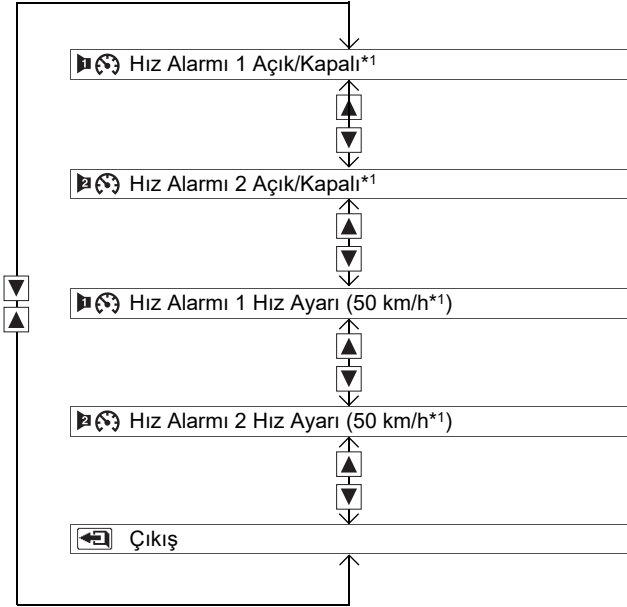 Hız Alarmı 1 Açık/Kapalı*1
Hız Alarmı 2 Açık/Kapalı*1
Hız Alarmı 1 Hız Ayarı (50 km/h*1)
Hız Alarmı 2 Hız Ayarı (50 km/h*1)
Çıkış